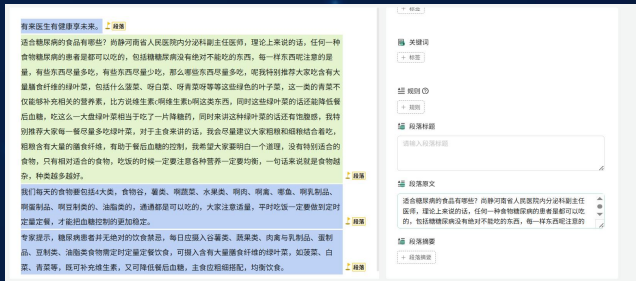 有来医生有健康享未来。 段落
适合糖尿病的食品有哪些？尚静河南省人民医院内分泌科副主任医师，理论上来说的话，任何一种
食物糖尿病的患者是都可以吃的，包括糖糖尿病没有绝对不能吃的东西，每一样东西呢注意的是
量，有些东西尽量多吃，有些东西尽量少吃，那么哪些东西尽量多吃，呢我特别推荐大家吃含有大
量膳食纤维的绿叶菜，包括什么菠菜、呀白菜、呀青菜呀等等这些绿色的叶子菜，这一类的青菜不
仅能够补充相关的营养素，比方说维生素c啊维生素b啊这类东西，同时这些绿叶菜的话还能降低餐
后血糖，吃这么一大盘绿叶菜相当于吃了一片降糖药，同时来讲这种绿叶菜的话还有饱腹感，我特
别推荐大家每一餐尽量多吃绿叶菜，对于主食来讲的话，我会尽量建议大家粗粮和细粮结合着吃，
粗粮含有大量的膳食纤维，有助于餐后血糖的控制，我希望大家要明白一个道理，没有特别适合的
食物，只有相对适合的食物，吃饭的时候一定要注意各种营养一定要均衡，一句话来说就是食物越
杂，种类越多越好。 段落
我们每天的食物要包括4大类，食物谷，薯类、啊蔬菜、水果类、啊肉、啊禽、哪鱼、啊乳制品、
啊蛋制品、啊豆制类的、油脂类的，通通都是可以吃的，大家注意适量，平时吃饭一定要做到定时
定量定餐，才能把血糖控制的更加稳定。 段落
专家提示，糖尿病患者并无绝对的饮食禁忌，每日应摄入谷薯类、蔬果类、肉禽与乳制品、蛋制
品、豆制类、油脂类食物需定时定量定餐饮食，可摄入含有大量膳食纤维的绿叶菜，如菠菜、白
菜、青菜等，既可补充维生素，又可降低餐后血糖，主食应粗细搭配，均衡饮食。 段落
+ 标签
关键词
+ 标签
规则
+ 规则
段落标题
请输入段落标题
段落原文
适合糖尿病的食品有哪些？尚静河南省人民医院内分泌科副主任
医师，理论上来说的话，任何一种食物糖尿病的患者是都可以吃
的，包括糖糖尿病没有绝对不能吃的东西，每一样东西呢注意的
段落摘要
+ 段落摘要